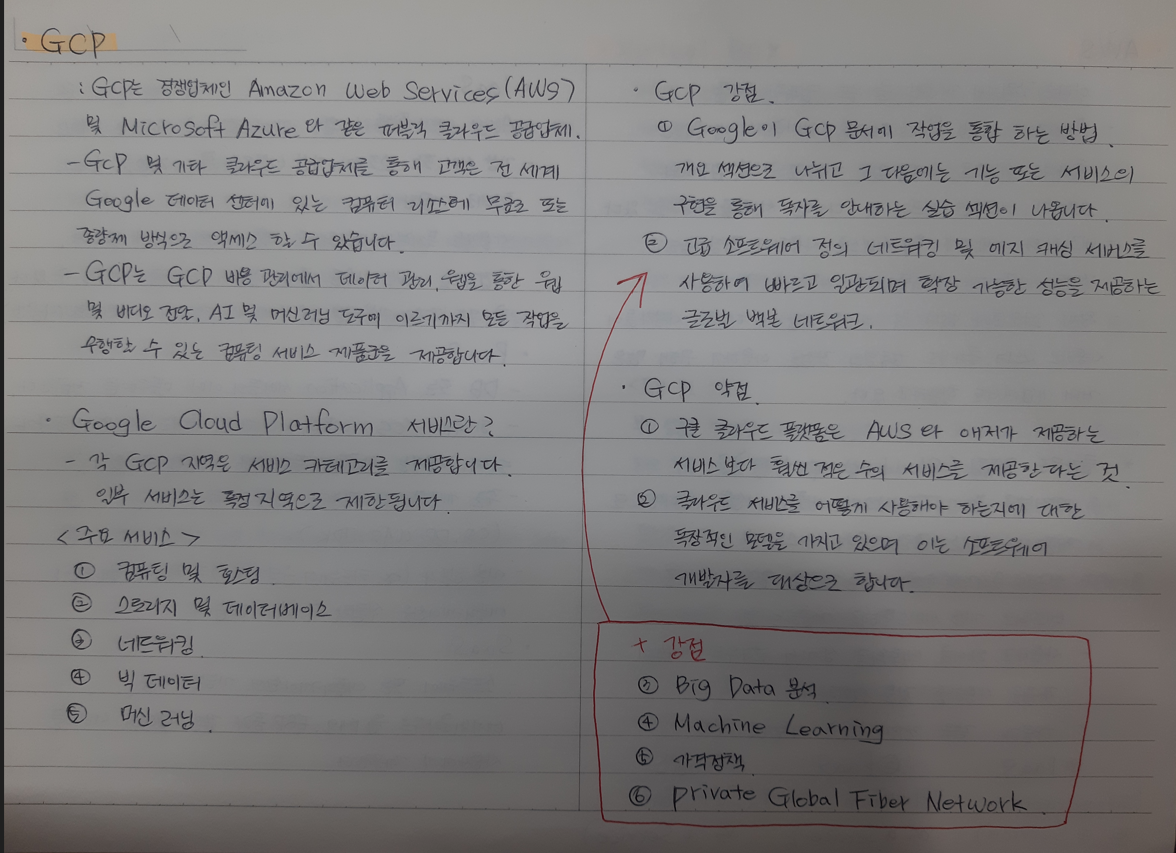 · GCP
: GCP는 경쟁업체인 Amazon Web Services(AWS)
및 Microsoft Azure와 같은 퍼블릭 클라우드 공급업체.
- GCP 및 기타 클라우드 공급업체를 통해 고객은 전 세계
Google 데이터 센터에 있는 컴퓨터 리소스에 무료로 또는
종량제 방식으로 액세스 할 수 있습니다.
- GCP는 GCP 비용 관리에서 데이터 관리, 웹을 통한 웹
및 비디오 전달, AI 및 머신러닝 도구에 이르기까지 모든 작업을
수행할 수 있는 컴퓨팅 서비스 제품군을 제공합니다.
· Google Cloud Platform 서비스란?
- 각 GCP 지역은 서비스 카테고리를 제공합니다.
일부 서비스는 특정 지역으로 제한됩니다.
<주요 서비스>
① 컴퓨팅 및 호스팅.
② 스토리지 및 데이터베이스
③ 네트워킹.
④ 빅 데이터
⑤ 머신 러닝.
· GCP 강점.
① Google이 GCP 문서에 작업을 통합 하는 방법.
개요 섹션으로 나뉘고 그 다음에는 기능 또는 서비스의
구현을 통해 독자를 안내하는 실습 섹션이 나옵니다.
② 고급 소프트웨어 정의 네트워킹 및 에지 캐싱 서비스를
사용하여 빠르고 일관되며 확장 가능한 성능을 제공하는
글로벌 백본 네트워크.
· GCP 약점.
① 구글 클라우드 플랫폼은 AWS와 애저가 제공하는
서비스보다 훨씬 적은 수의 서비스를 제공한다는 것.
② 클라우드 서비스를 어떻게 사용해야 하는지에 대한
독창적인 모델을 가지고 있으며 이는 소프트웨어
개발자를 대상으로 합니다.
+ 강점
③ Big Data 분석.
④ Machine Learning
⑤ 가격정책.
⑥ private Global Fiber Network.